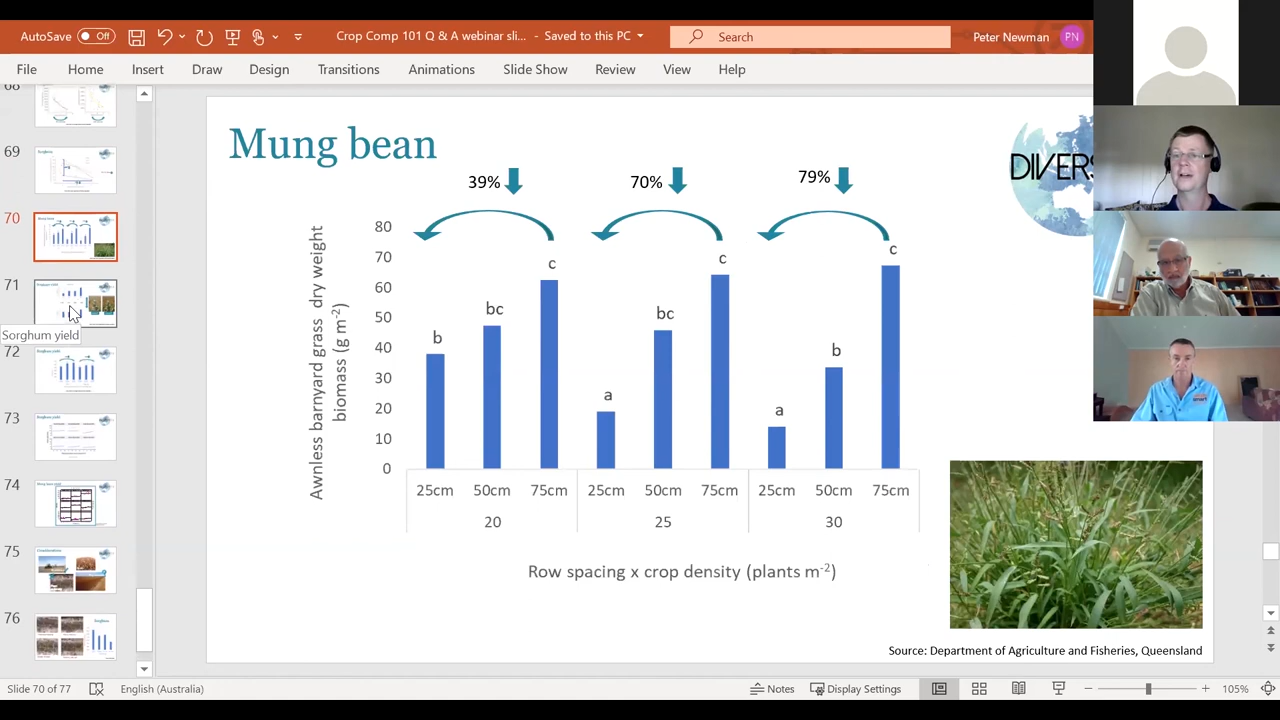 AutoSave Off Crop Comp 101 Q & A webinar sli... - Saved to this PC Search Peter Newman PN
File Home Insert Draw Design Transitions Animations Slide Show Review View Help
68
69
70
71
Sorghum yield
72
73
74
75
76
Mung bean
DIVERS
39% 70% 79%
Awnless barnyard grass dry weight
biomass (g m-2)
80
70
60
50
40
30
20
10
0
b bc c a bc c a b c
25cm 50cm 75cm 25cm 50cm 75cm 25cm 50cm 75cm
20 25 30
Row spacing x crop density (plants m-2)
Source: Department of Agriculture and Fisheries, Queensland
Slide 70 of 77 English (Australia) Notes Display Settings 105%